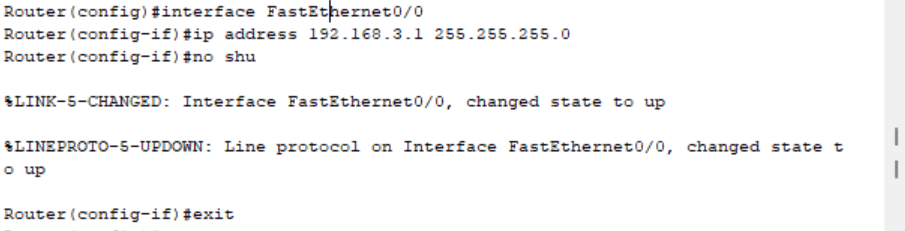 Router(config)#interface FastEthernet0/0
Router(config-if)#ip address 192.168.3.1 255.255.255.0
Router(config-if)#no shu
%LINK-5-CHANGED: Interface FastEthernet0/0, changed state to up
%LINEPROTO-5-UPDOWN: Line protocol on Interface FastEthernet0/0, changed state t
o up
Router(config-if)#exit